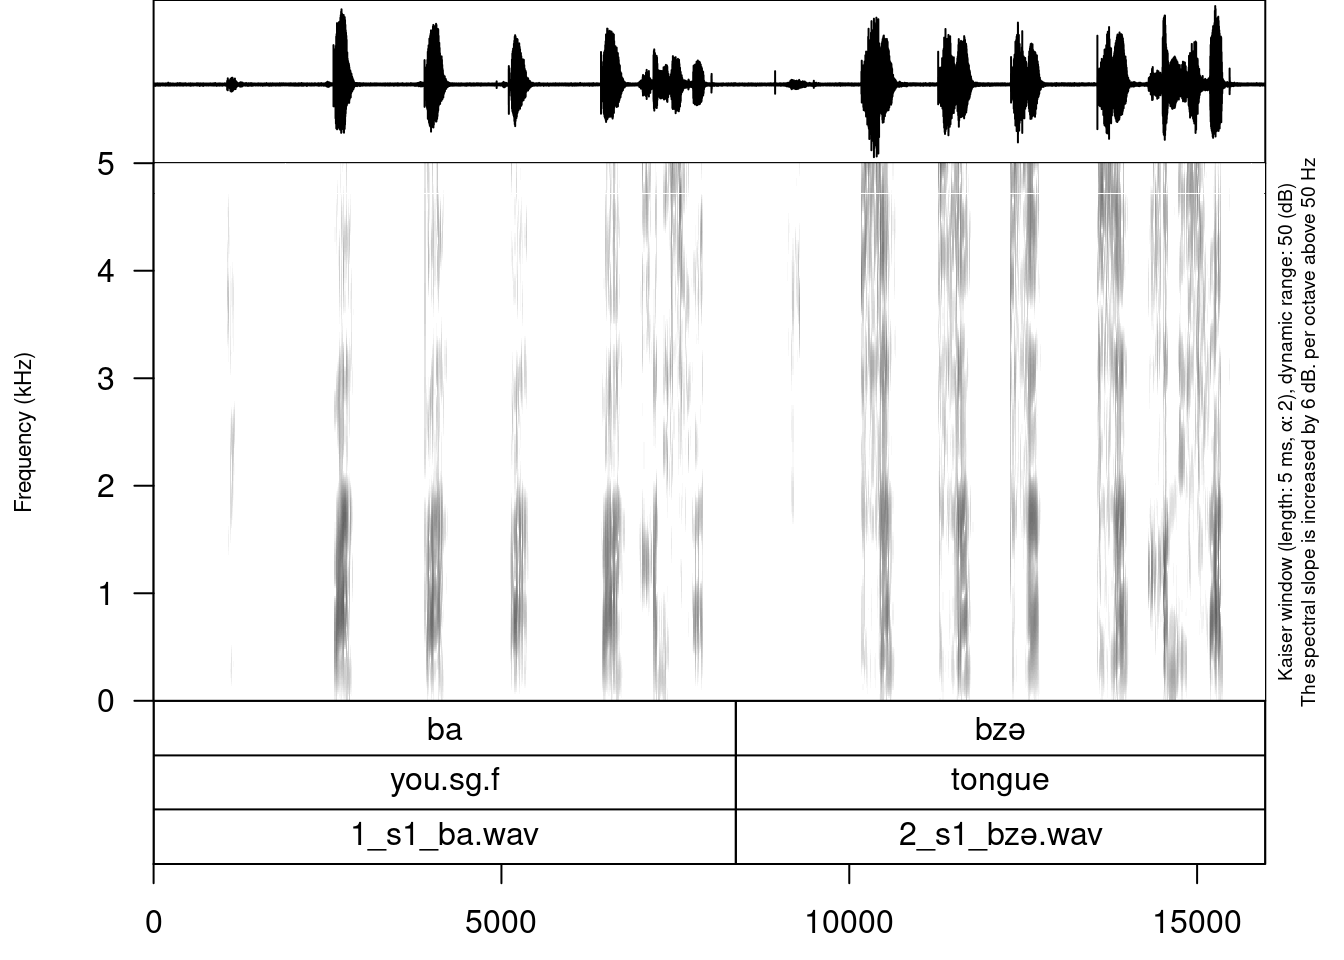 5
4
3
2
1
0
Frequency (kHz)
Kaiser window (length: 5 ms, α: 2), dynamic range: 50 (dB)
The spectral slope is increased by 6 dB. per octave above 50 Hz
ba bzə
you.sg.f tongue
1_s1_ba.wav 2_s1_bzə.wav
0 5000 10000 15000